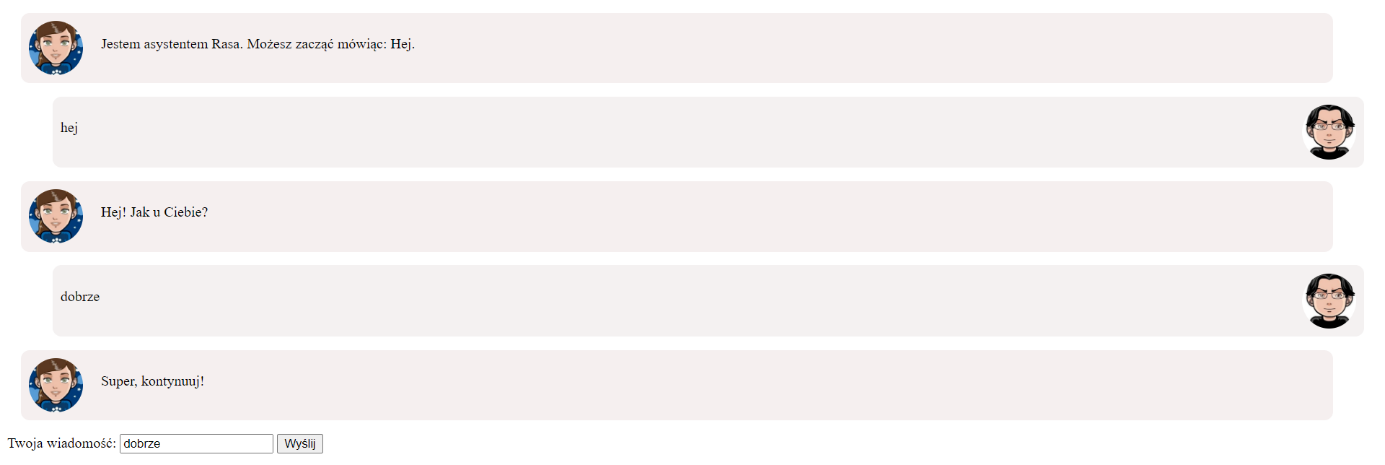 Jestem asystentem Rasa. Możesz zacząć mówiąc: Hej.
hej
Hej! Jak u Ciebie?
dobrze
Super, kontynuuj!
Twoja wiadomość: dobrze Wyślij